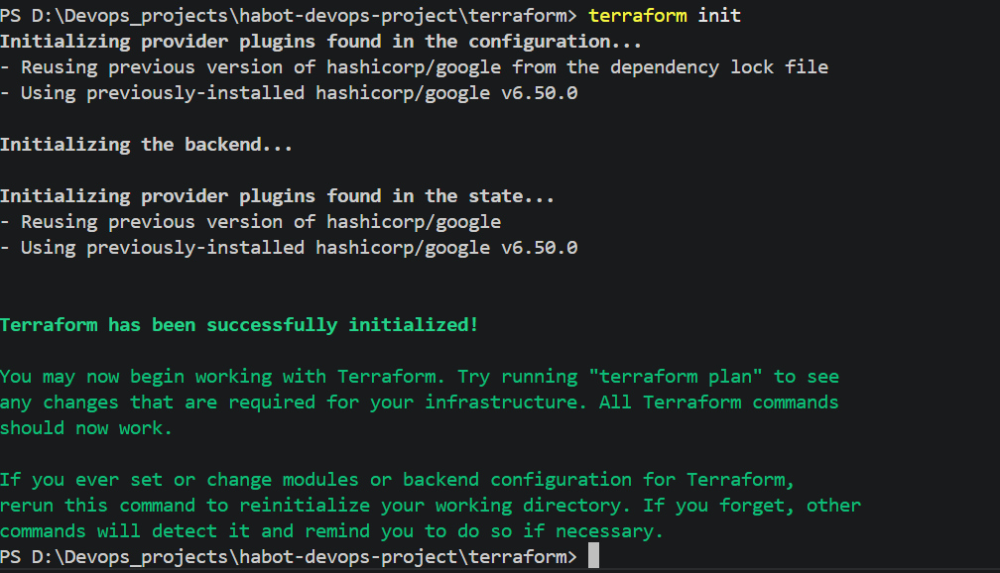 PS D:\Devops_projects\habot-devops-project\terraform> terraform init
Initializing provider plugins found in the configuration...
- Reusing previous version of hashicorp/google from the dependency lock file
- Using previously-installed hashicorp/google v6.50.0
Initializing the backend...
Initializing provider plugins found in the state...
- Reusing previous version of hashicorp/google
- Using previously-installed hashicorp/google v6.50.0
Terraform has been successfully initialized!
You may now begin working with Terraform. Try running "terraform plan" to see
any changes that are required for your infrastructure. All Terraform commands
should now work.
If you ever set or change modules or backend configuration for Terraform,
rerun this command to reinitialize your working directory. If you forget, other
commands will detect it and remind you to do so if necessary.
PS D:\Devops_projects\habot-devops-project\terraform>